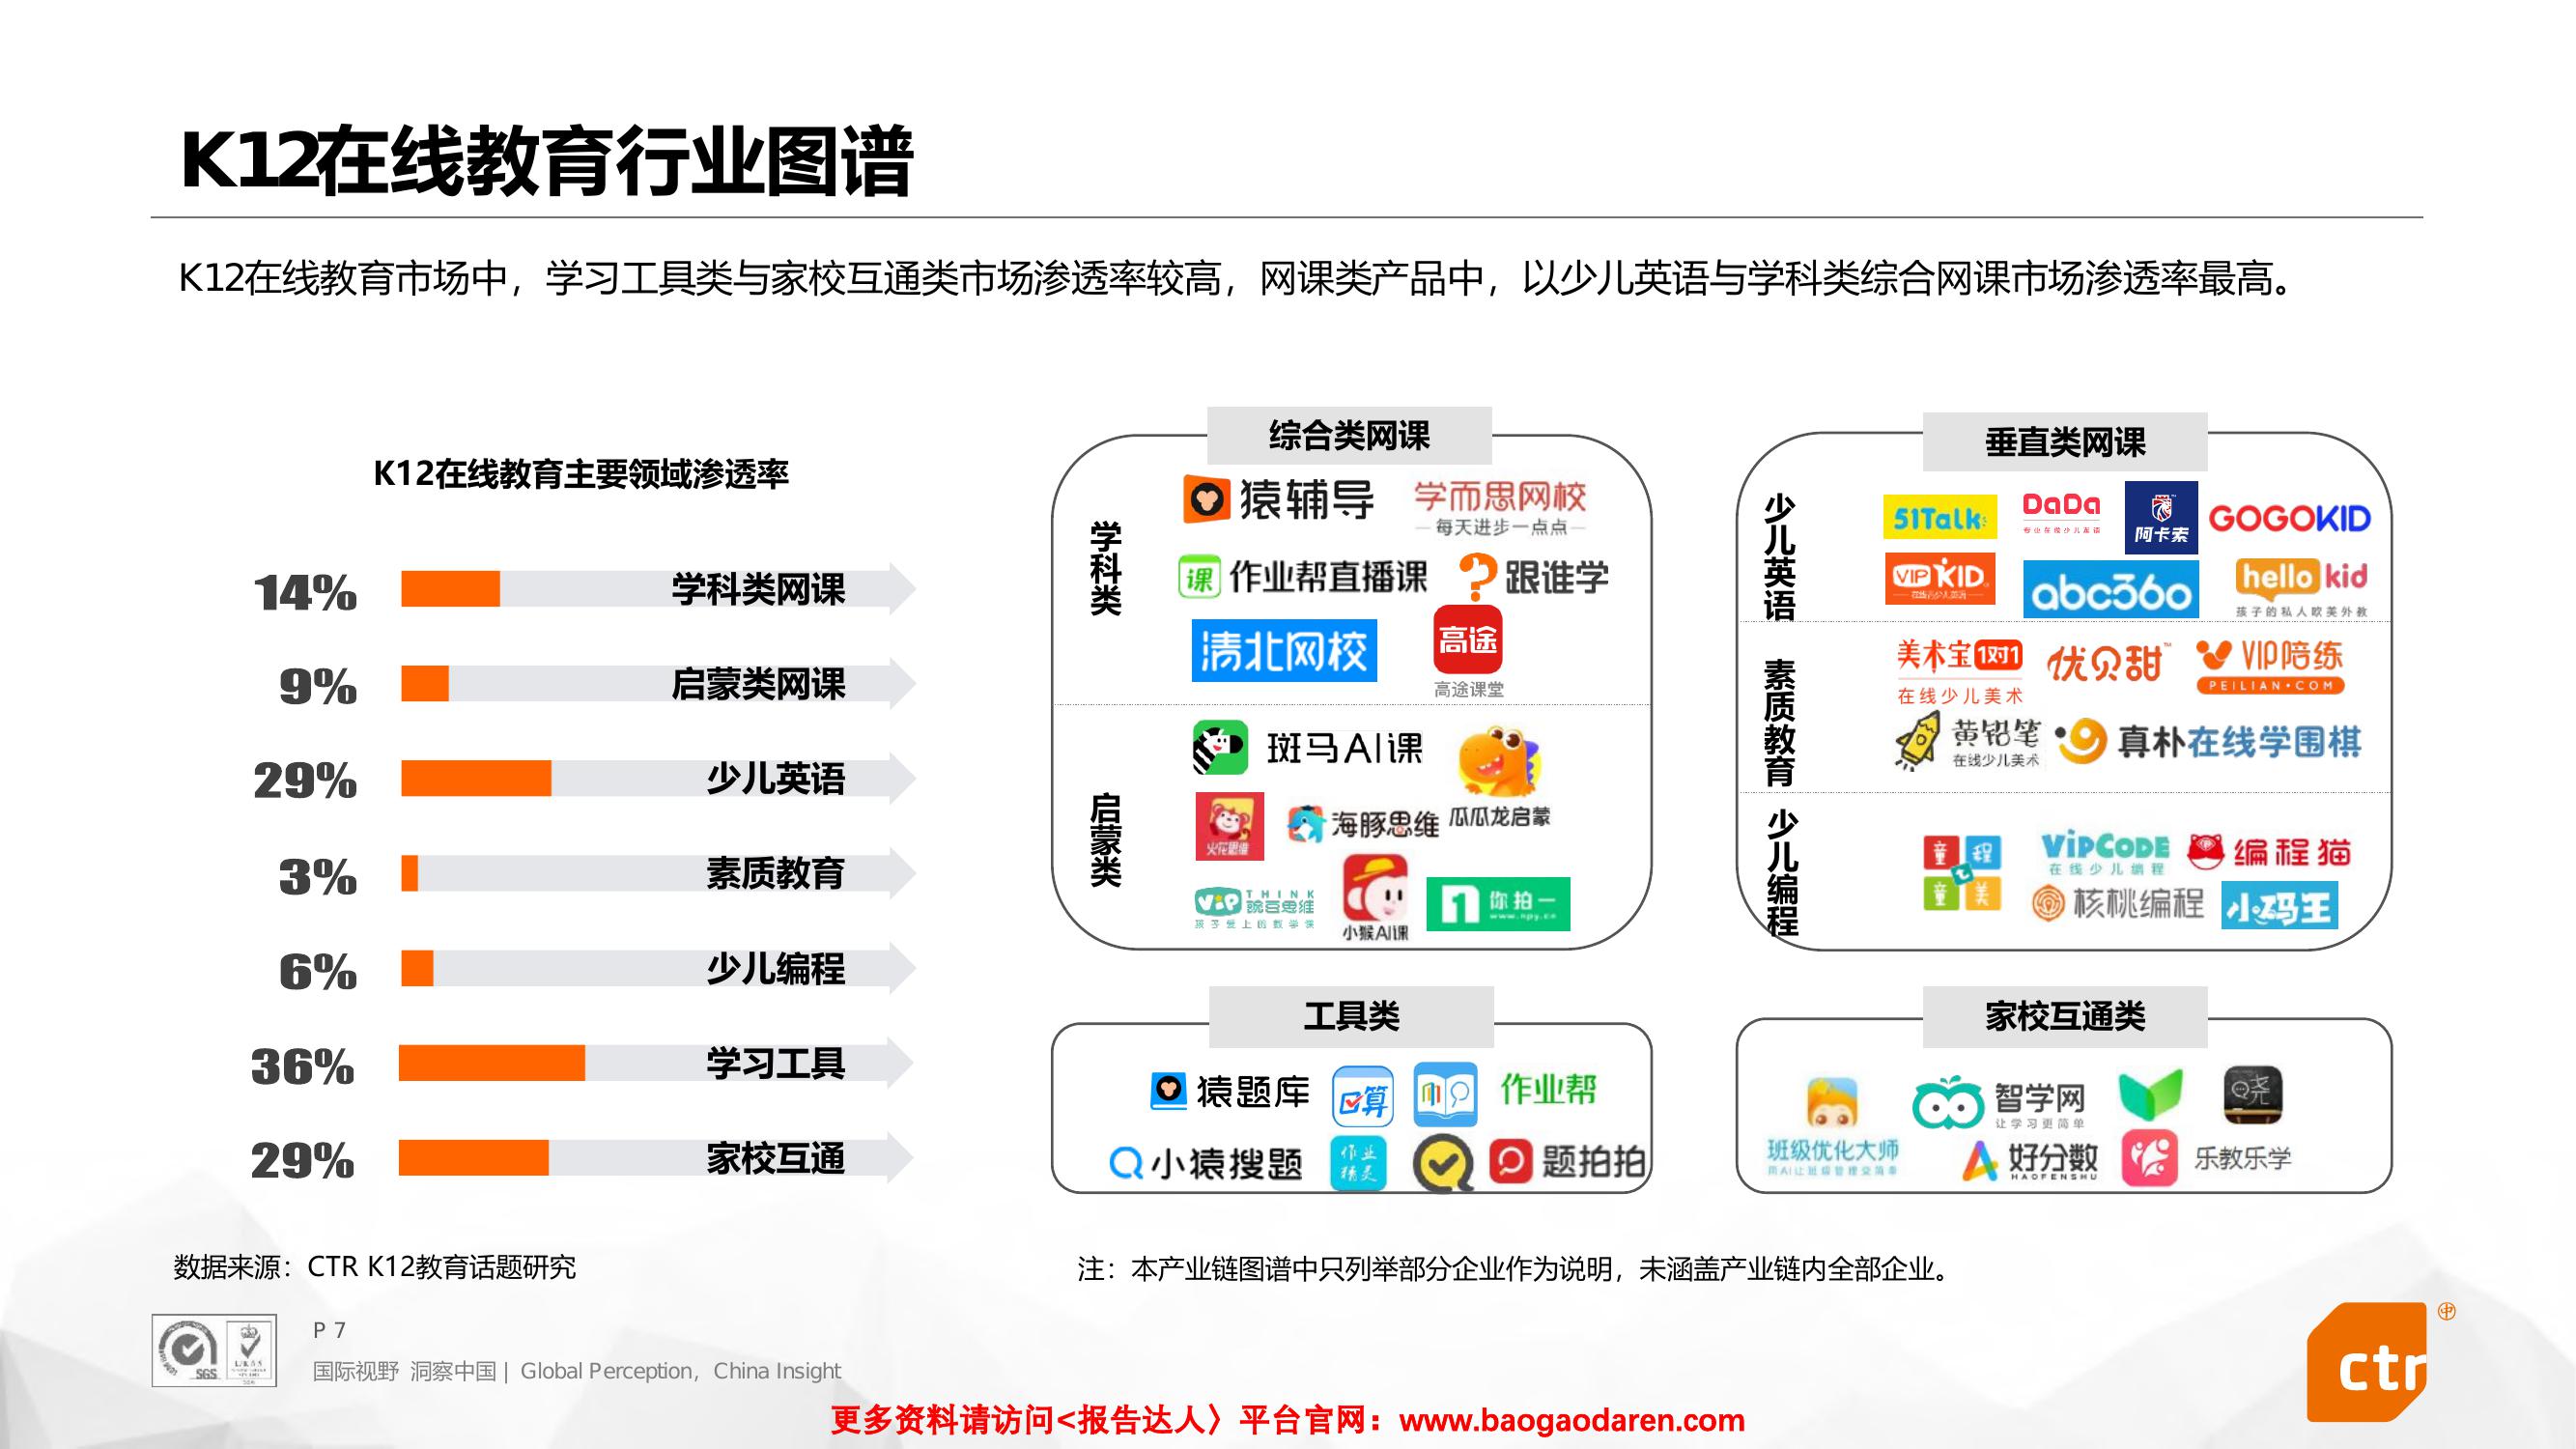 K12在线教育行业图谱
K12在线教育市场中，学习工具类与家校互通类市场渗透率较高，网课类产品中，以少儿英语与学科类综合网课市场渗透率最高。
K12在线教育主要领域渗透率
14% 学科类网课
9% 启蒙类网课
29% 少儿英语
3% 素质教育
6% 少儿编程
36% 学习工具
29% 家校互通
综合类网课
学科类
猿辅导 学而思网校
每天进步一点点
课 作业帮直播课 跟谁学
清北网校 高途
高途课堂
启蒙类
斑马AI课
火花思维 海豚思维 瓜瓜龙启蒙
VIP THINK
豌豆思维
孩子爱上的数学课
小猴AI课
你拍一
www.npy.cn
垂直类网课
少儿英语
51Talk DaDa 阿卡索 GOGOKID
VIPKID abc360 hello kid
孩子的私人欧美外教
素质教育
美术宝1对1 优贝甜 VIP陪练
在线少儿美术 PEILIAN·COM
黄铅笔 真朴在线学围棋
在线少儿美术
少儿编程
童程 VIPCODE 编程猫
童美 在线少儿编程
核桃编程 小码王
工具类
猿题库 口算 作业帮
小猿搜题 作业精灵 题拍拍
家校互通类
班级优化大师
智学网
让学习更简单
好分数
HAOFENSHU
乐教乐学
数据来源：CTR K12教育话题研究
注：本产业链图谱中只列举部分企业作为说明，未涵盖产业链内全部企业。
SGS
P 7
国际视野 洞察中国 | Global Perception, China Insight
ctr
更多资料请访问<报告达人〉平台官网：www.baogaodaren.com